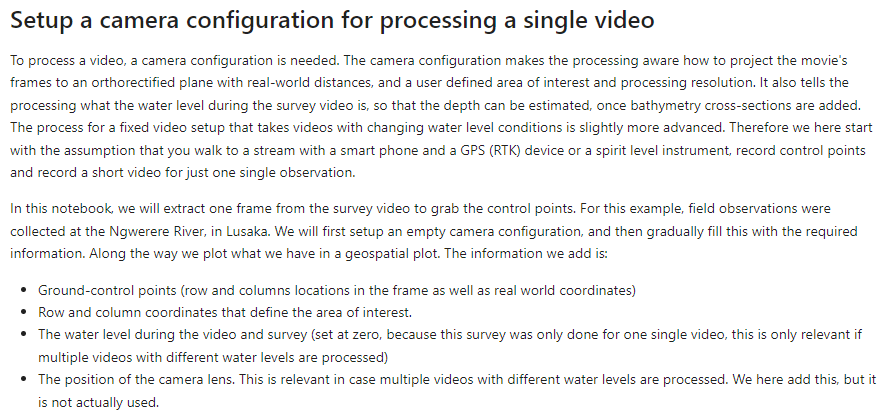 Setup a camera configuration for processing a single video
To process a video, a camera configuration is needed. The camera configuration makes the processing aware how to project the movie's
frames to an orthorectified plane with real-world distances, and a user defined area of interest and processing resolution. It also tells the
processing what the water level during the survey video is, so that the depth can be estimated, once bathymetry cross-sections are added.
The process for a fixed video setup that takes videos with changing water level conditions is slightly more advanced. Therefore we here start
with the assumption that you walk to a stream with a smart phone and a GPS (RTK) device or a spirit level instrument, record control points
and record a short video for just one single observation.
In this notebook, we will extract one frame from the survey video to grab the control points. For this example, field observations were
collected at the Ngwerere River, in Lusaka. We will first setup an empty camera configuration, and then gradually fill this with the required
information. Along the way we plot what we have in a geospatial plot. The information we add is:
• Ground-control points (row and columns locations in the frame as well as real world coordinates)
• Row and column coordinates that define the area of interest.
• The water level during the video and survey (set at zero, because this survey was only done for one single video, this is only relevant if
multiple videos with different water levels are processed)
• The position of the camera lens. This is relevant in case multiple videos with different water levels are processed. We here add this, but it
is not actually used.